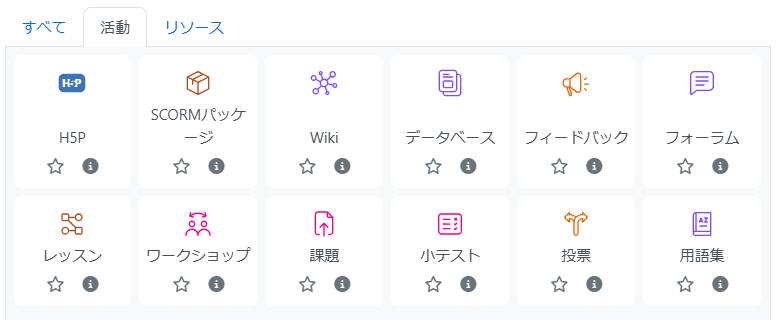 すべて 活動 リソース
H5P
H5P
SCORMパッケ
ージ
Wiki
データベース
フィードバック
フォーラム
レッスン
ワークショップ
課題
小テスト
投票
AZ
用語集